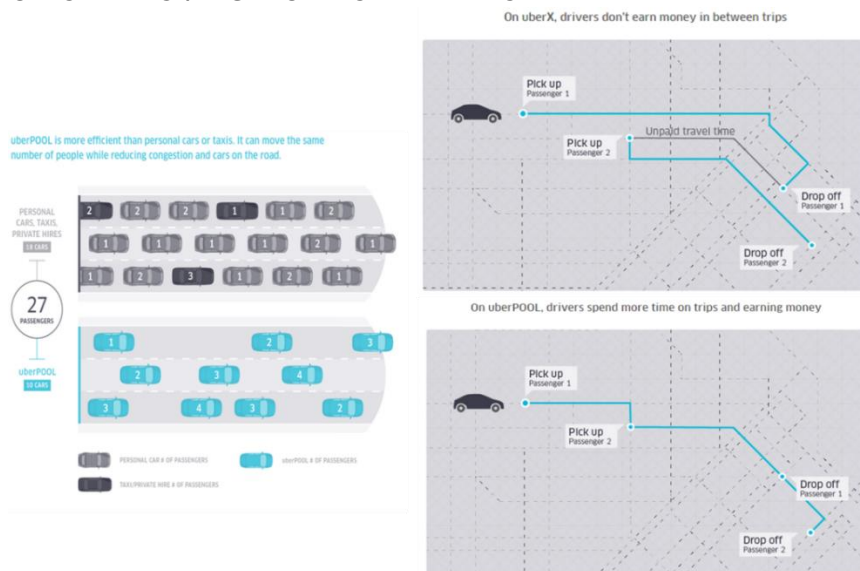 uberPOOL is more efficient than personal cars or taxis. It can move the same
number of people while reducing congestion and cars on the road.
PERSONAL
CARS, TAXIS,
PRIVATE HIRES
18 CARS
27
PASSENGERS
uberPOOL
10 CARS
2 2 2 1 1 2
1 1 1 1 1 1
1 2 3 1 2 1
1 2 3
2 3 4
3 4 3 2
PERSONAL CAR # OF PASSENGERS
uberPOOL # OF PASSENGERS
TAXI/PRIVATE HIRE # OF PASSENGERS
On uberX, drivers don't earn money in between trips
Pick up
Passenger 1
Pick up
Passenger 2
Unpaid travel time
Drop off
Passenger 1
Drop off
Passenger 2
On uberPOOL, drivers spend more time on trips and earning money
Pick up
Passenger 1
Pick up
Passenger 2
Drop off
Passenger 1
Drop off
Passenger 2